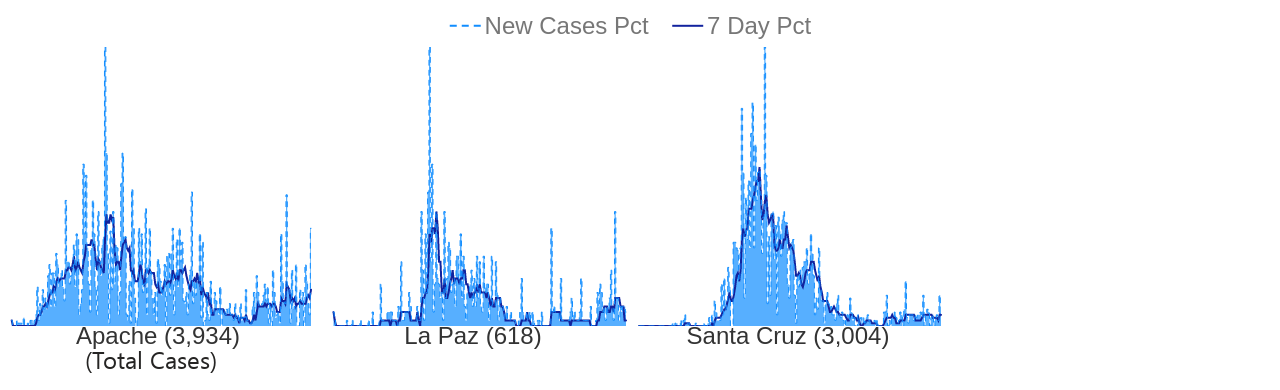 New Cases Pct 7 Day Pct
Apache (3,934) La Paz (618) Santa Cruz (3,004)
(Total Cases)